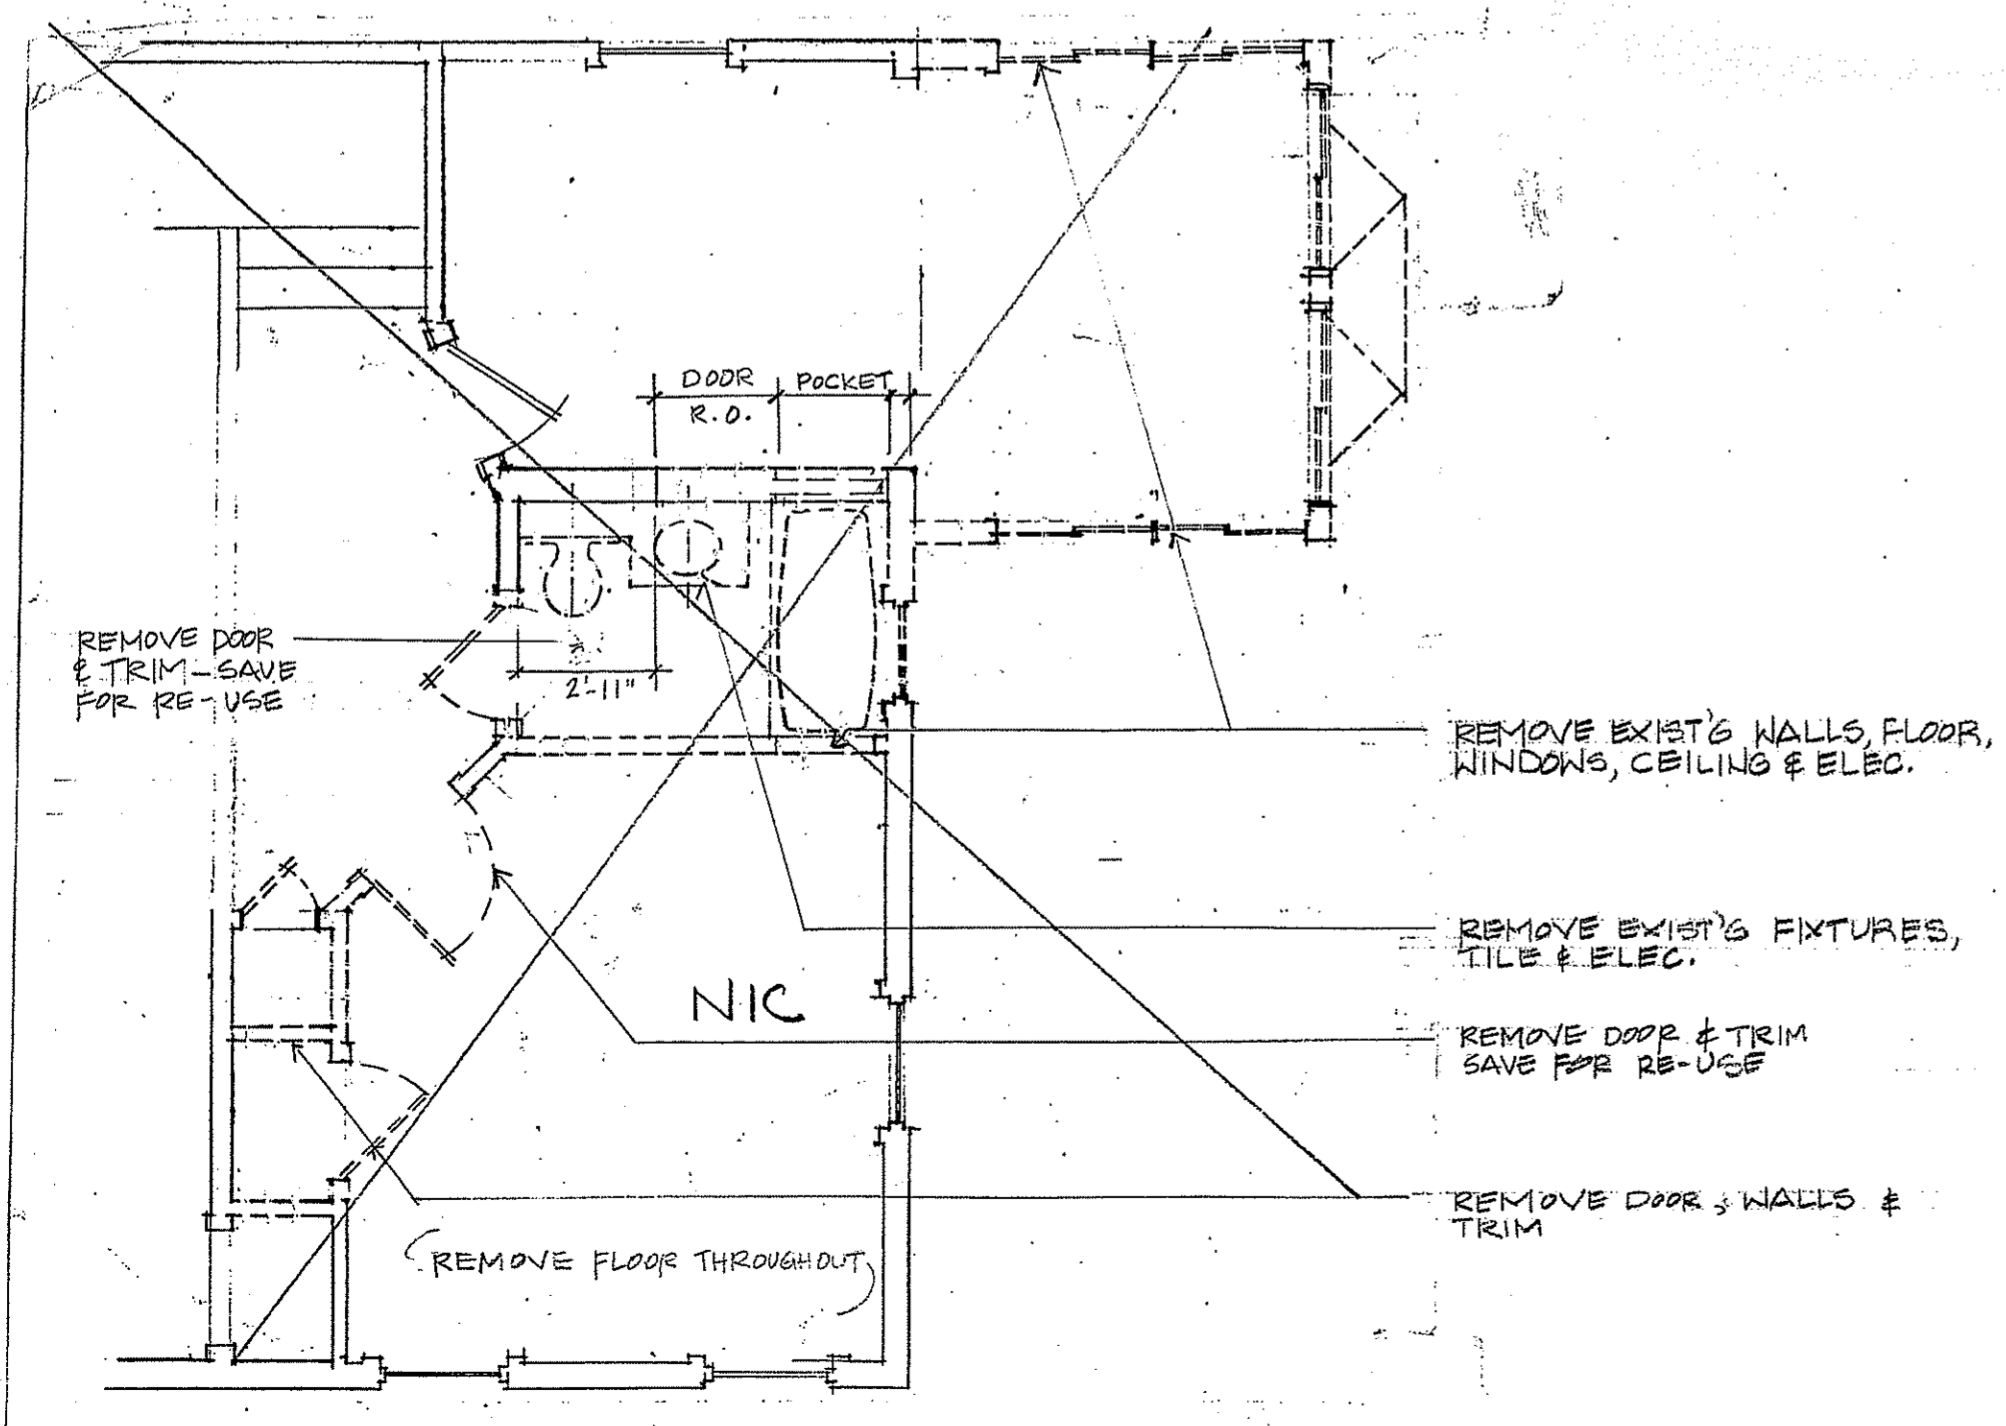 DOOR
POCKET
R.O.
REMOVE DOOR
& TRIM-SAVE
FOR RE-USE
2'-11"
REMOVE EXIST'G WALLS, FLOOR,
WINDOWS, CEILING & ELEC.
REMOVE EXIST'G FIXTURES,
TILE & ELEC.
NIC
REMOVE DOOR & TRIM
SAVE FOR RE-USE
REMOVE DOOR, WALLS &
TRIM
REMOVE FLOOR THROUGHOUT